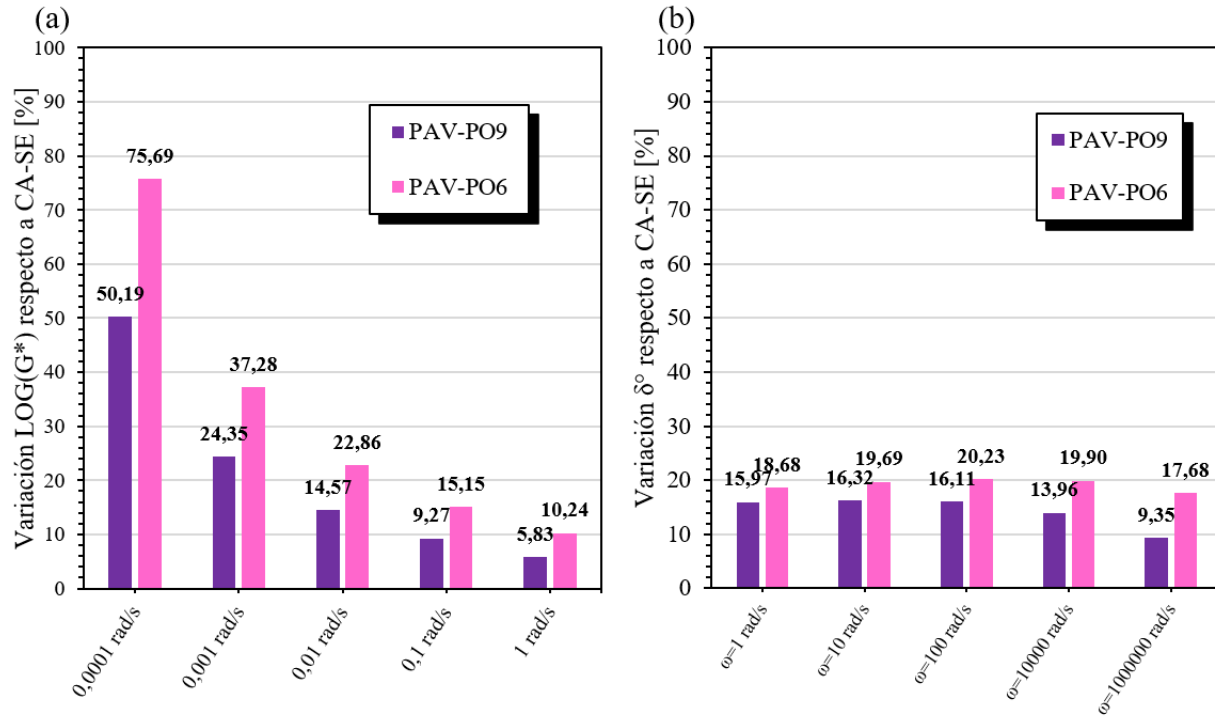 (a)
Variación LOG(G*) respecto a CA-SE [%]
100
90
80
70
60
50
40
30
20
10
0
PAV-PO9
PAV-PO6
50,19
75,69
24,35
37,28
14,57
22,86
9,27
15,15
5,83
10,24
0,0001 rad/s
0,001 rad/s
0,01 rad/s
0,1 rad/s
1 rad/s
(b)
Variación δ° respecto a CA-SE [%]
100
90
80
70
60
50
40
30
20
10
0
PAV-PO9
PAV-PO6
15,97
18,68
16,32
19,69
16,11
20,23
13,96
19,90
9,35
17,68
ω=1 rad/s
ω=10 rad/s
ω=100 rad/s
ω=10000 rad/s
ω=1000000 rad/s